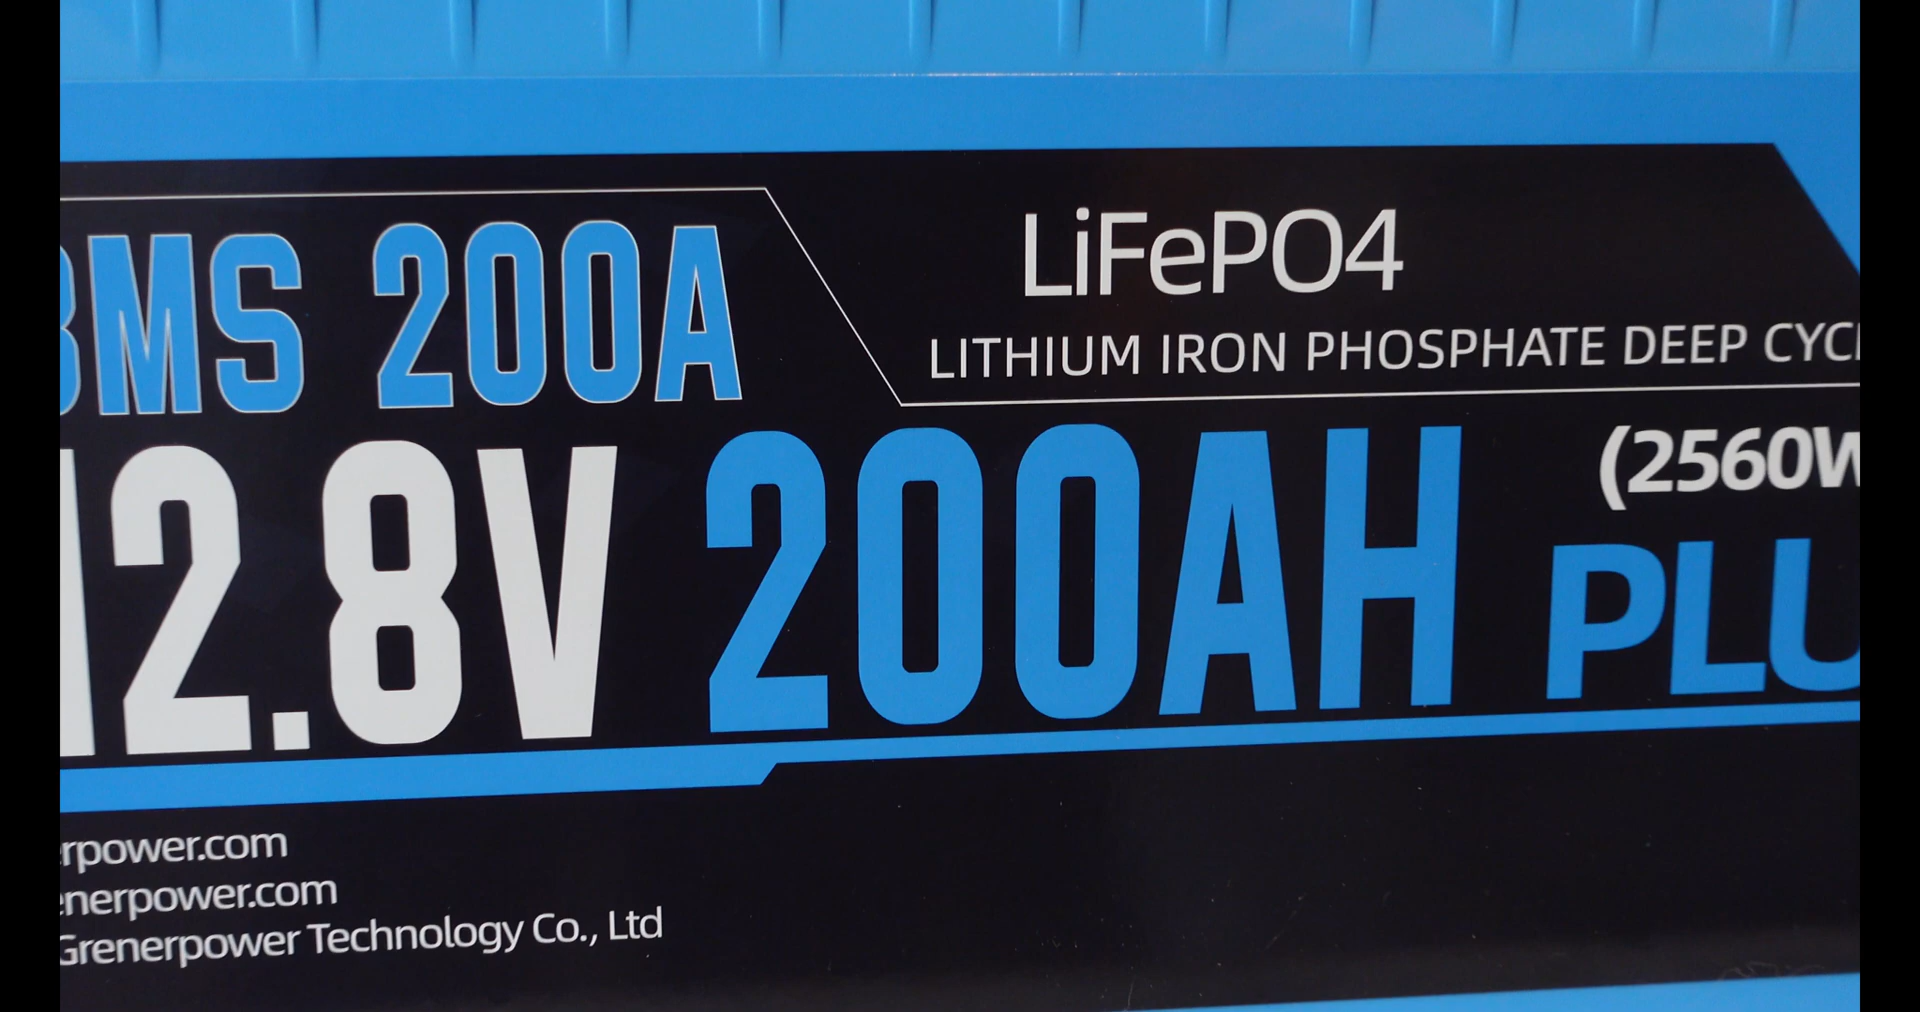 BMS 200A
LiFePO4
LITHIUM IRON PHOSPHATE DEEP CYC
12.8V 200AH
(2560W
PLU
rpower.com
enerpower.com
Grenerpower Technology Co., Ltd